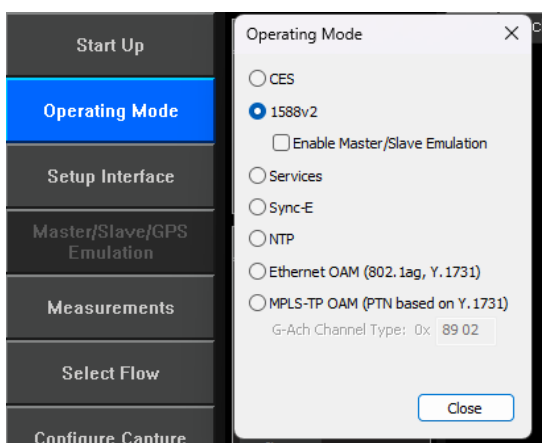 Start Up
Operating Mode
Setup Interface
Master/Slave/GPS
Emulation
Measurements
Select Flow
Configure Capture
Operating Mode
CES
1588v2
Enable Master/Slave Emulation
Services
Sync-E
NTP
Ethernet OAM (802.1ag, Y.1731)
MPLS-TP OAM (PTN based on Y.1731)
G-Ach Channel Type: 0x 89 02
Close